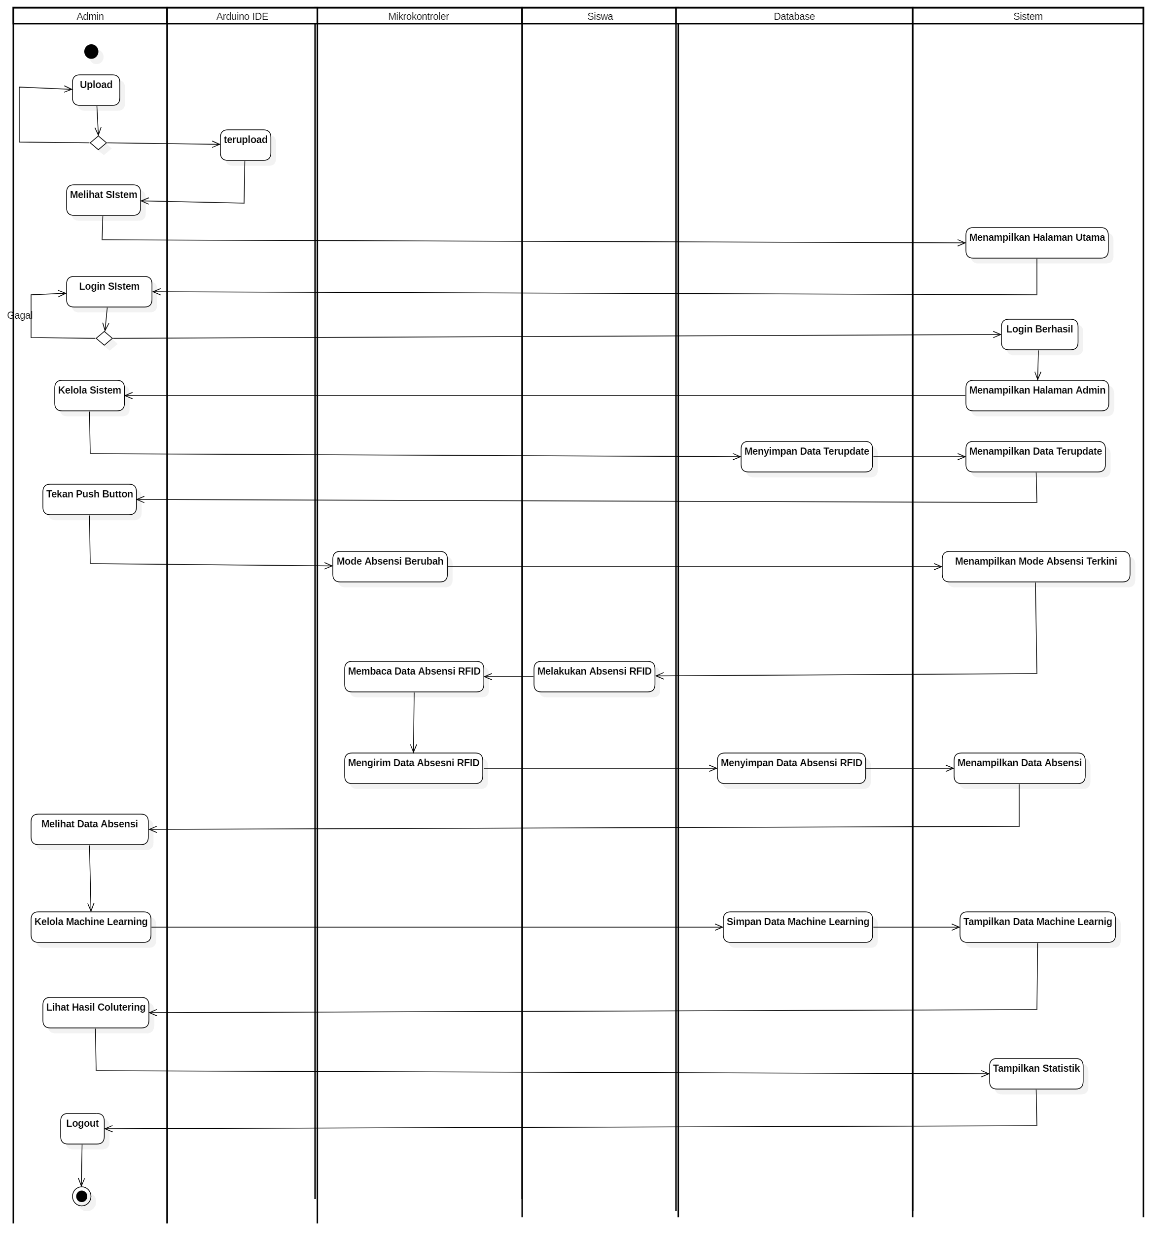 Admin
Arduino IDE
Mikrokontroler
Siswa
Database
Sistem
Upload
terupload
Melihat SIstem
Menampilkan Halaman Utama
Login SIstem
Gagal
Login Berhasil
Kelola Sistem
Menampilkan Halaman Admin
Menyimpan Data Terupdate
Menampilkan Data Terupdate
Tekan Push Button
Mode Absensi Berubah
Menampilkan Mode Absensi Terkini
Membaca Data Absensi RFID
Melakukan Absensi RFID
Mengirim Data Absesni RFID
Menyimpan Data Absensi RFID
Menampilkan Data Absensi
Melihat Data Absensi
Kelola Machine Learning
Simpan Data Machine Learning
Tampilkan Data Machine Learnig
Lihat Hasil Colutering
Tampilkan Statistik
Logout